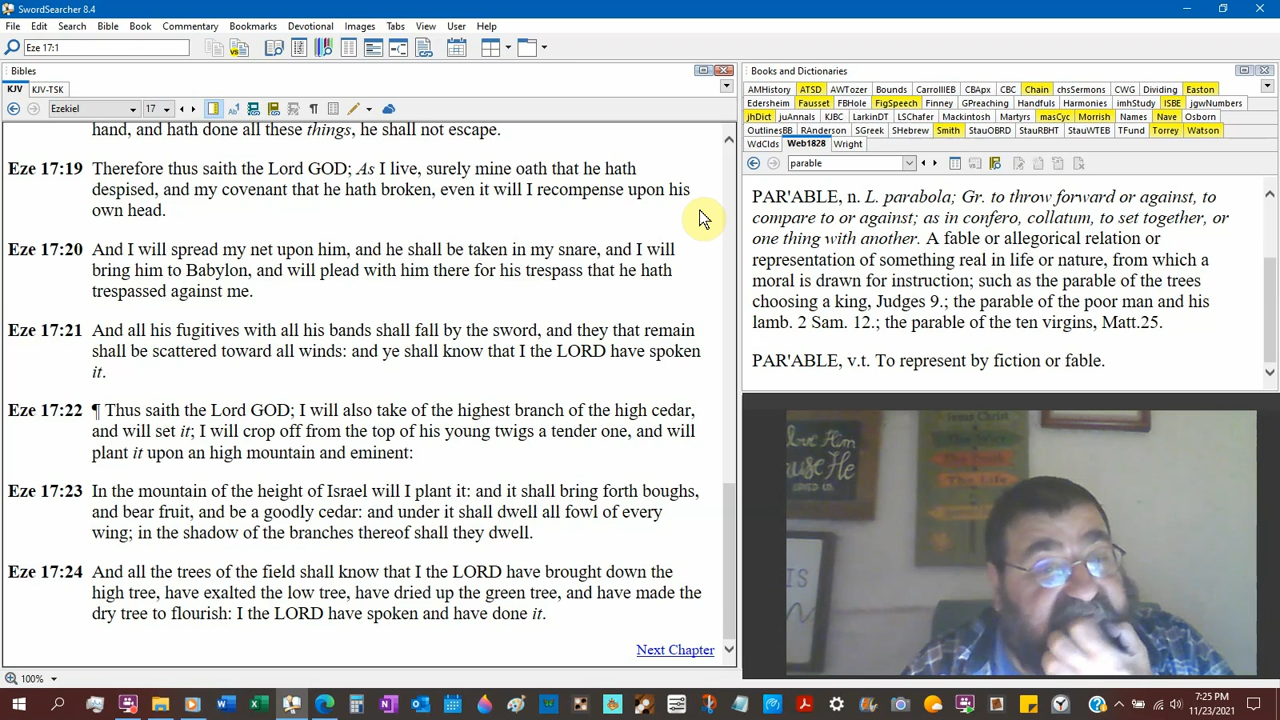 SwordSearcher 8.4
File Edit Search Bible Book Commentary Bookmarks Devotional Images Tabs View User Help
Eze 17:1
Bibles
KJV KJV-TSK
Ezekiel 17
hand, and hath done all these things, he shall not escape.
Eze 17:19 Therefore thus saith the Lord GOD; As I live, surely mine oath that he hath
despised, and my covenant that he hath broken, even it will I recompense upon his
own head.
Eze 17:20 And I will spread my net upon him, and he shall be taken in my snare, and I will
bring him to Babylon, and will plead with him there for his trespass that he hath
trespassed against me.
Eze 17:21 And all his fugitives with all his bands shall fall by the sword, and they that remain
shall be scattered toward all winds: and ye shall know that I the LORD have spoken
it.
Eze 17:22 ¶ Thus saith the Lord GOD; I will also take of the highest branch of the high cedar,
and will set it; I will crop off from the top of his young twigs a tender one, and will
plant it upon an high mountain and eminent:
Eze 17:23 In the mountain of the height of Israel will I plant it: and it shall bring forth boughs,
and bear fruit, and be a goodly cedar: and under it shall dwell all fowl of every
wing; in the shadow of the branches thereof shall they dwell.
Eze 17:24 And all the trees of the field shall know that I the LORD have brought down the
high tree, have exalted the low tree, have dried up the green tree, and have made the
dry tree to flourish: I the LORD have spoken and have done it.
Next Chapter
100%
Books and Dictionaries
AMHistory ATSD AWTozer Bounds CarrollIEB CBApx CBC Chain chsSermons CWG Dividing Easton
Edersheim Fausset FBHole FigSpeech Finney GPreaching Handfuls Harmonies imhStudy ISBE jgwNumbers
jhDict juAnnals KJBC LarkinDT LSChafer Mackintosh Martyrs masCyc Morrish Names Nave Osborn
OutlinesBB RAnderson SGreek SHebrew Smith StauOBRD StauRBHT StauWTEB TFund Torrey Watson
WdClds Web1828 Wright
parable
PAR'ABLE, n. L. parabola; Gr. to throw forward or against, to
compare to or against; as in confero, collatum, to set together, or
one thing with another. A fable or allegorical relation or
representation of something real in life or nature, from which a
moral is drawn for instruction; such as the parable of the trees
choosing a king, Judges 9.; the parable of the poor man and his
lamb. 2 Sam. 12.; the parable of the ten virgins, Matt.25.
PAR'ABLE, v.t. To represent by fiction or fable.
Jesus Christ
The Life
7:25 PM
11/23/2021